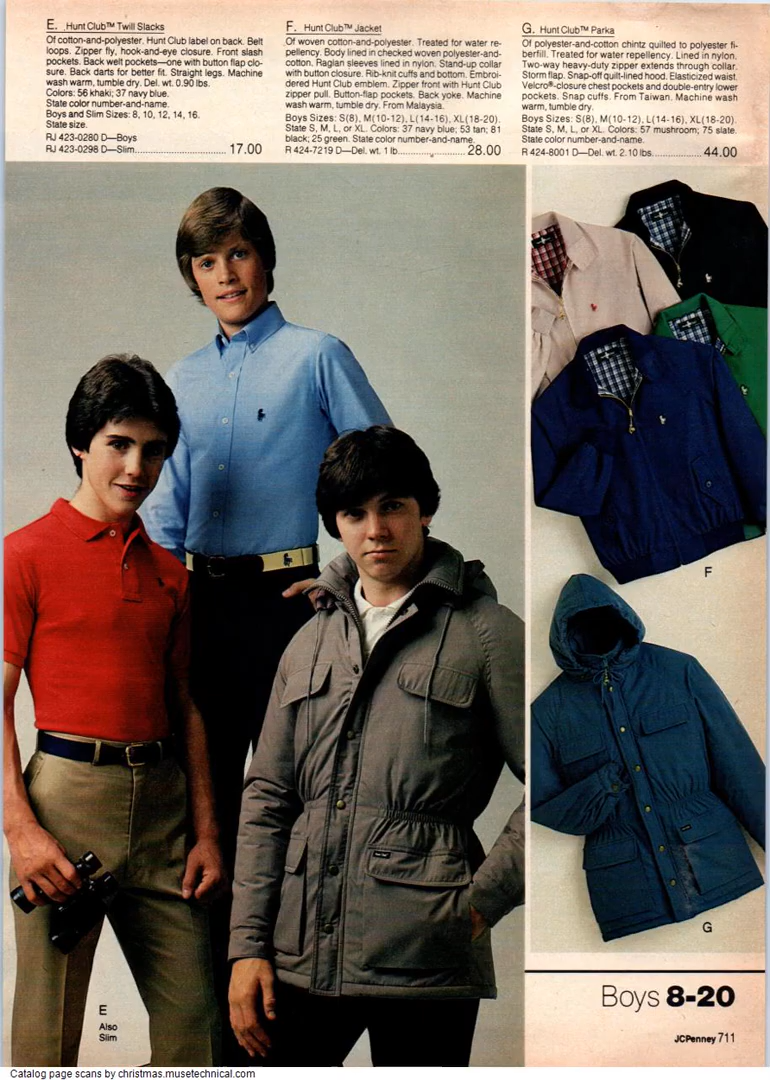 E. Hunt Club™ Twill Slacks
Of cotton-and-polyester. Hunt Club label on back. Belt
loops. Zipper fly, hook-and-eye closure. Front slash
pockets. Back welt pockets—one with button flap clo-
sure. Back darts for better fit. Straight legs. Machine
wash warm, tumble dry. Del. wt. 0.90 lbs.
Colors: 56 khaki; 37 navy blue.
State color number-and-name.
Boys and Slim Sizes: 8, 10, 12, 14, 16.
State size.
RJ 423-0280 D—Boys
RJ 423-0298 D—Slim.............................. 17.00
F. Hunt Club™ Jacket
Of woven cotton-and-polyester. Treated for water re-
pellency. Body lined in checked woven polyester-and-
cotton. Raglan sleeves lined in nylon. Stand-up collar
with button closure. Rib-knit cuffs and bottom. Embroi-
dered Hunt Club emblem. Zipper front with Hunt Club
zipper pull. Button-flap pockets. Back yoke. Machine
wash warm, tumble dry. From Malaysia.
Boys Sizes: S(8), M(10-12), L(14-16), XL(18-20).
State S, M, L, or XL. Colors: 37 navy blue; 53 tan; 81
black; 25 green. State color number-and-name.
R 424-7219 D—Del. wt. 1 lb..................... 28.00
G. Hunt Club™ Parka
Of polyester-and-cotton chintz quilted to polyester fi-
berfill. Treated for water repellency. Lined in nylon.
Two-way heavy-duty zipper extends through collar.
Storm flap. Snap-off quilt-lined hood. Elasticized waist.
Velcro®-closure chest pockets and double-entry lower
pockets. Snap cuffs. From Taiwan. Machine wash
warm, tumble dry.
Boys Sizes: S(8), M(10-12), L(14-16), XL(18-20).
State S, M, L, or XL. Colors: 57 mushroom; 75 slate.
State color number-and-name.
R 424-8001 D—Del. wt. 2.10 lbs................ 44.00
F
G
E
Also
Slim
Boys 8-20
JCPenney 711
Catalog page scans by christmas.musetechnical.com